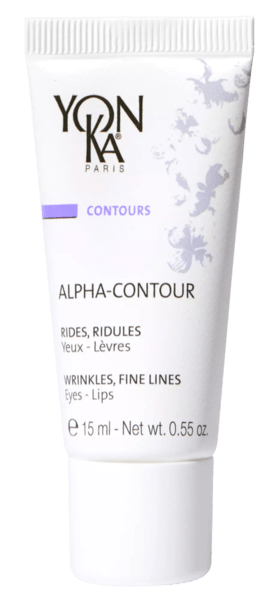 YON
KA®
PARIS
CONTOURS
ALPHA-CONTOUR
RIDES, RIDULES
Yeux - Lèvres
WRINKLES, FINE LINES
Eyes - Lips
℮ 15 ml - Net wt. 0.55 oz.